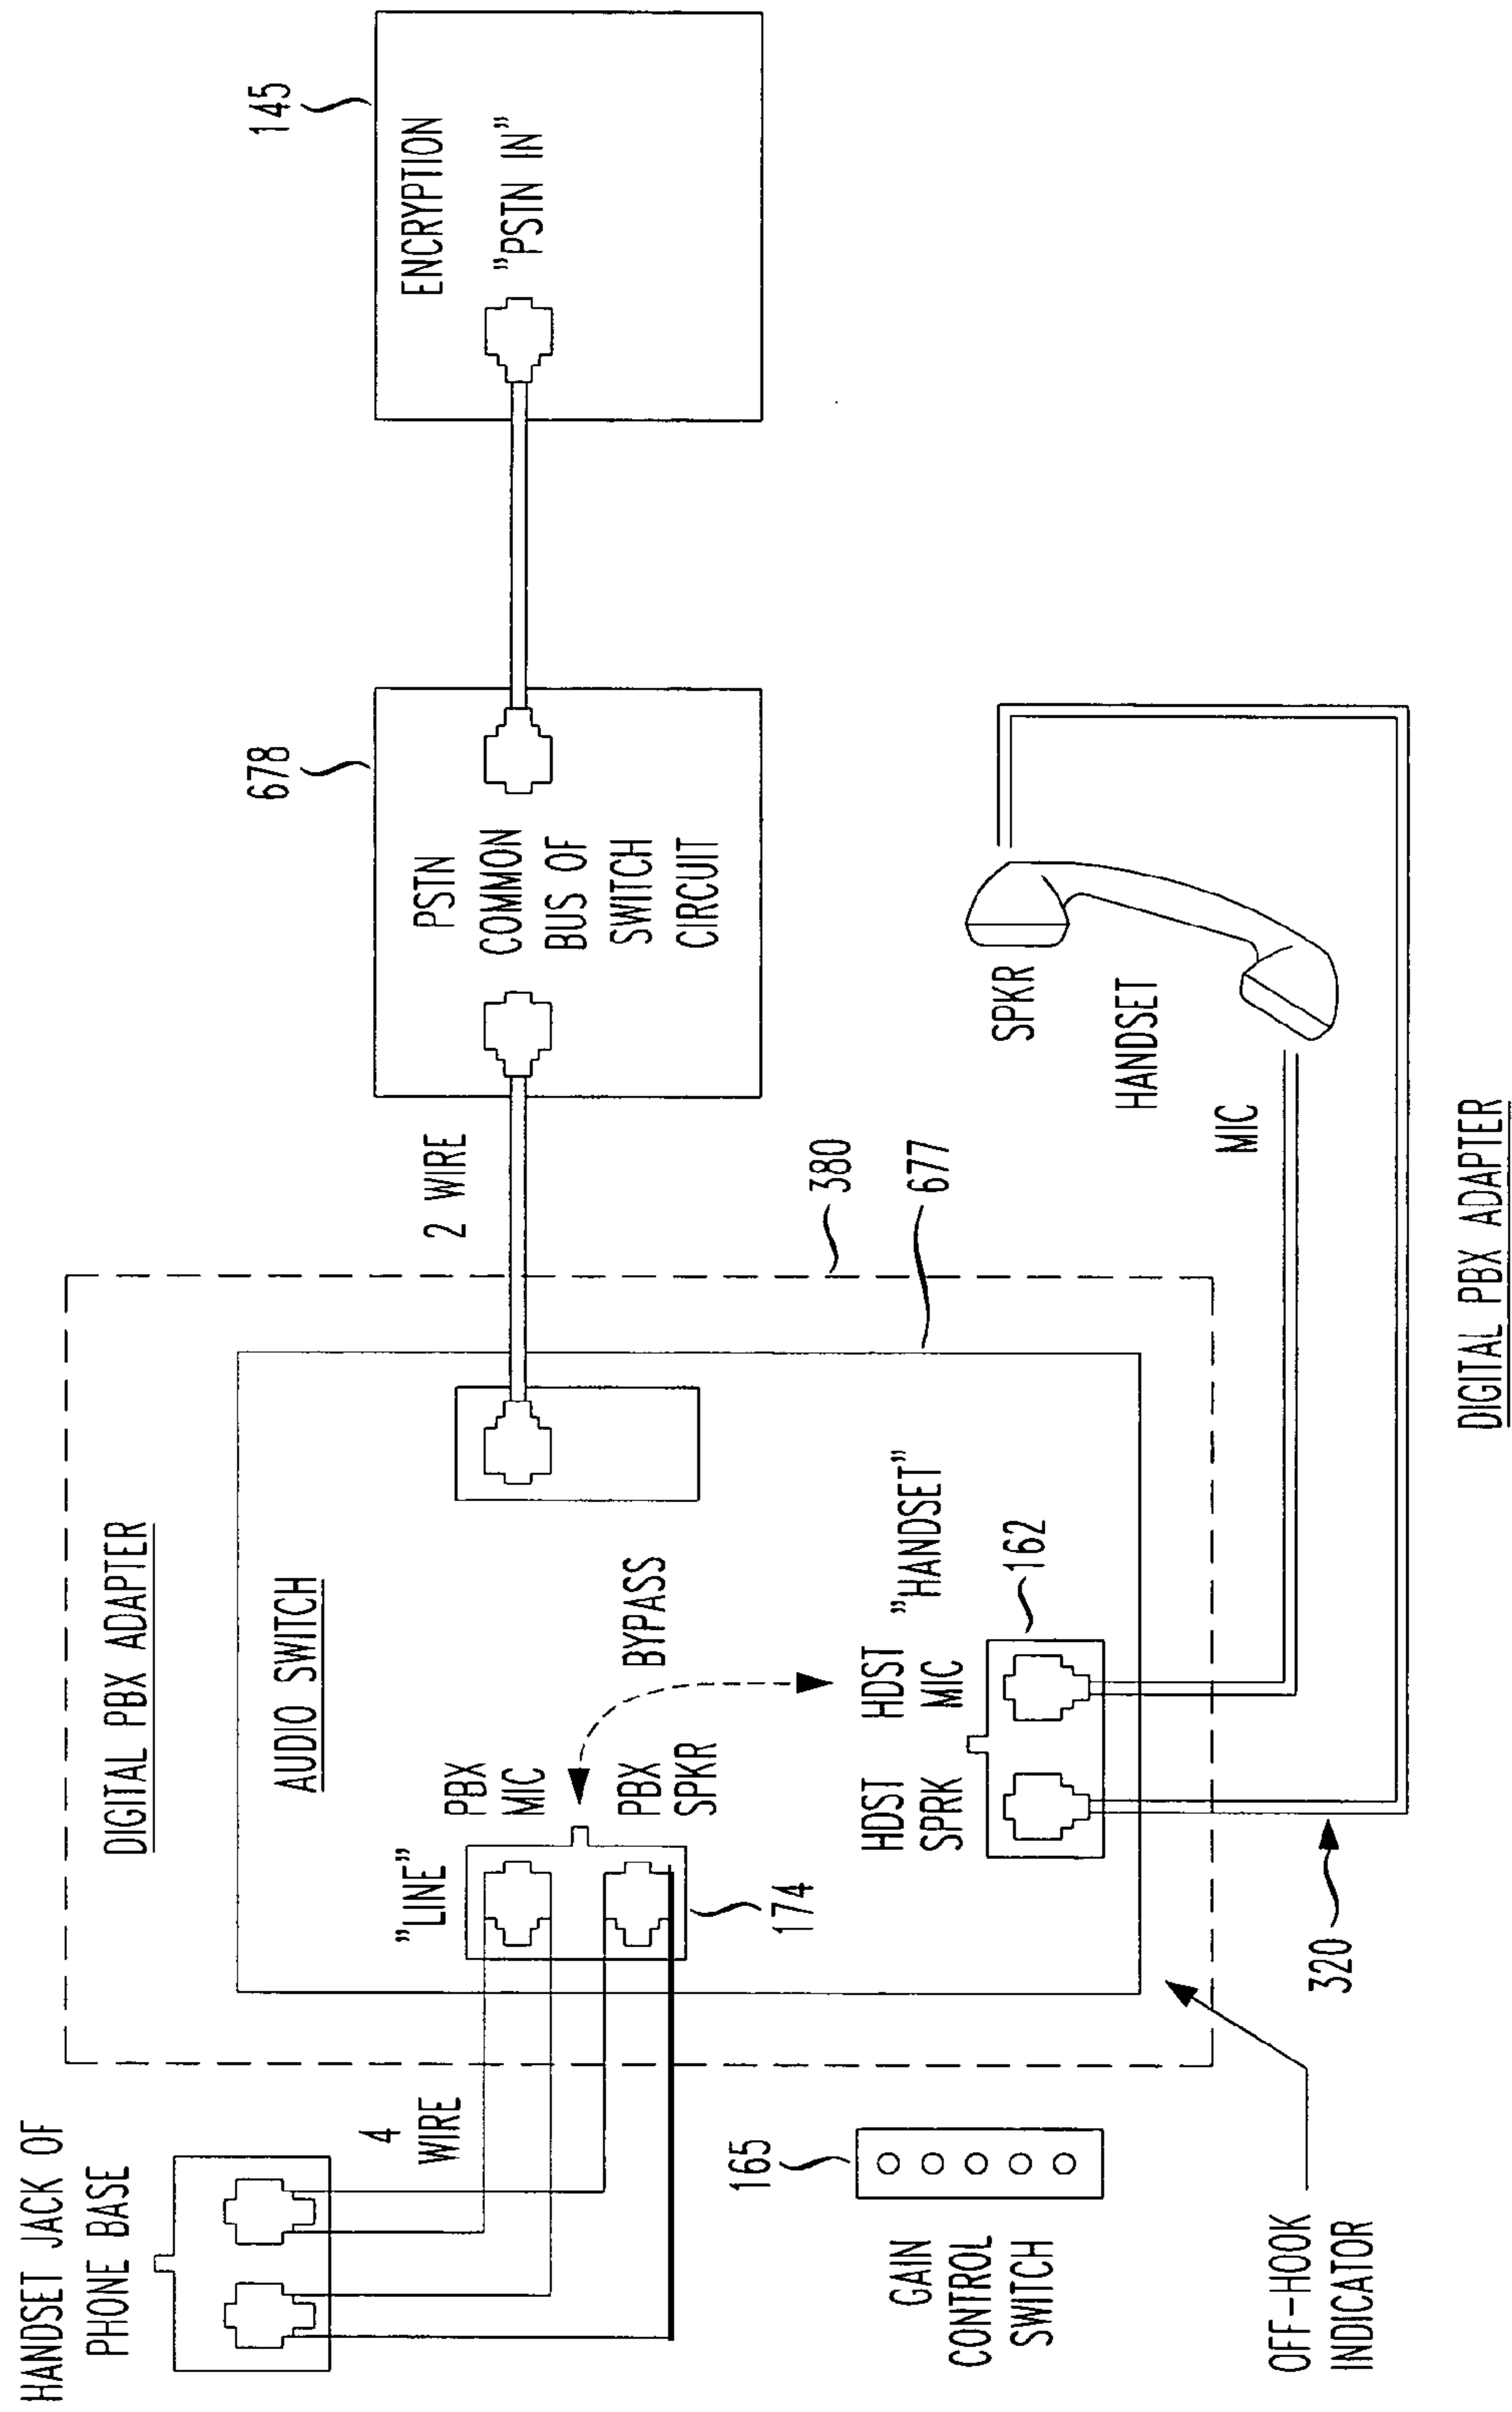 HANDSET JACK OF
PHONE BASE
4
WIRE
DIGITAL PBX ADAPTER
AUDIO SWITCH
"LINE"
PBX
MIC
PBX
SPKR
174
BYPASS
"HANDSET"
HDST
SPRK
HDST
MIC
162
2 WIRE
380
677
678
PSTN
COMMON
BUS OF
SWITCH
CIRCUIT
145
ENCRYPTION
"PSTN IN"
165
GAIN
CONTROL
SWITCH
OFF-HOOK
INDICATOR
320
MIC
HANDSET
SPKR
DIGITAL PBX ADAPTER